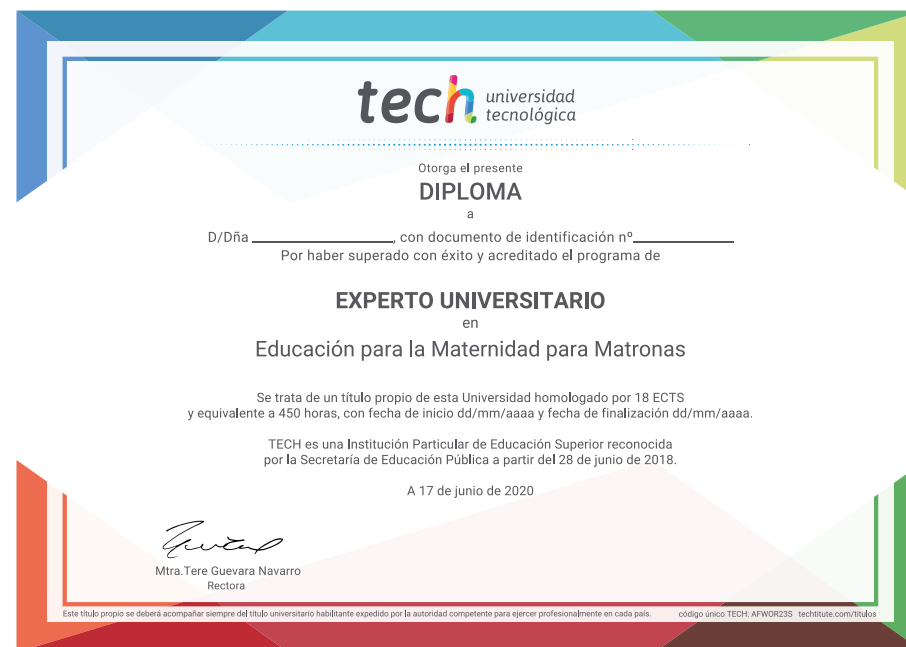 tech universidad
tecnológica
Otorga el presente
DIPLOMA
a
D/Dña ____________________, con documento de identificación nº______________
Por haber superado con éxito y acreditado el programa de
EXPERTO UNIVERSITARIO
en
Educación para la Maternidad para Matronas
Se trata de un título propio de esta Universidad homologado por 18 ECTS
y equivalente a 450 horas, con fecha de inicio dd/mm/aaaa y fecha de finalización dd/mm/aaaa.
TECH es una Institución Particular de Educación Superior reconocida
por la Secretaría de Educación Pública a partir del 28 de junio de 2018.
A 17 de junio de 2020
Mtra.Tere Guevara Navarro
Rectora
Este título propio se deberá acompañar siempre del título universitario habilitante expedido por la autoridad competente para ejercer profesionalmente en cada país. código único TECH: AFWOR23S techtitute.com/titulos